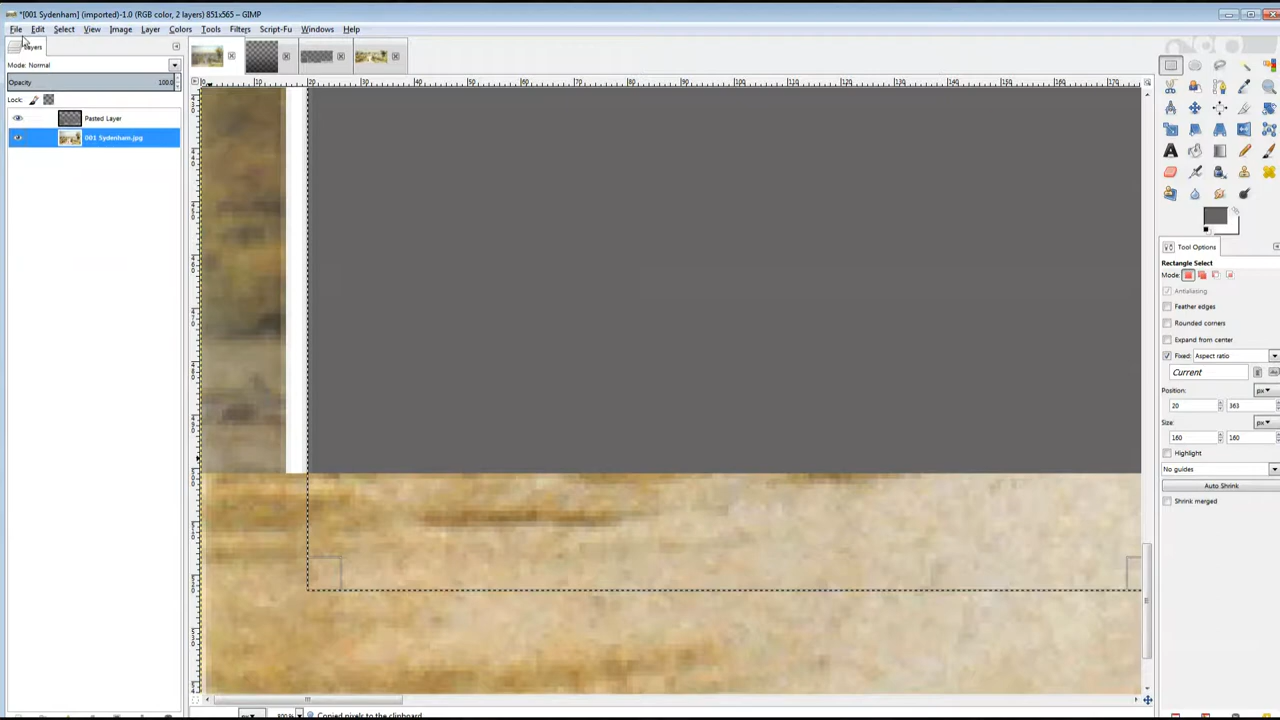 *[001 Sydenham] (imported)-1.0 (RGB color, 2 layers) 851x565 – GIMP
File Edit Select View Image Layer Colors Tools Filters Script-Fu Windows Help
Layers
Mode: Normal
Opacity 100.0
Lock:
Pasted Layer
001 Sydenham.jpg
Tool Options
Rectangle Select
Mode:
Antialiasing
Feather edges
Rounded corners
Expand from center
Fixed: Aspect ratio
Current
Position: px
20 363
Size: px
160 160
Highlight
No guides
Auto Shrink
Shrink merged
px 800% Copied pixels to the clipboard